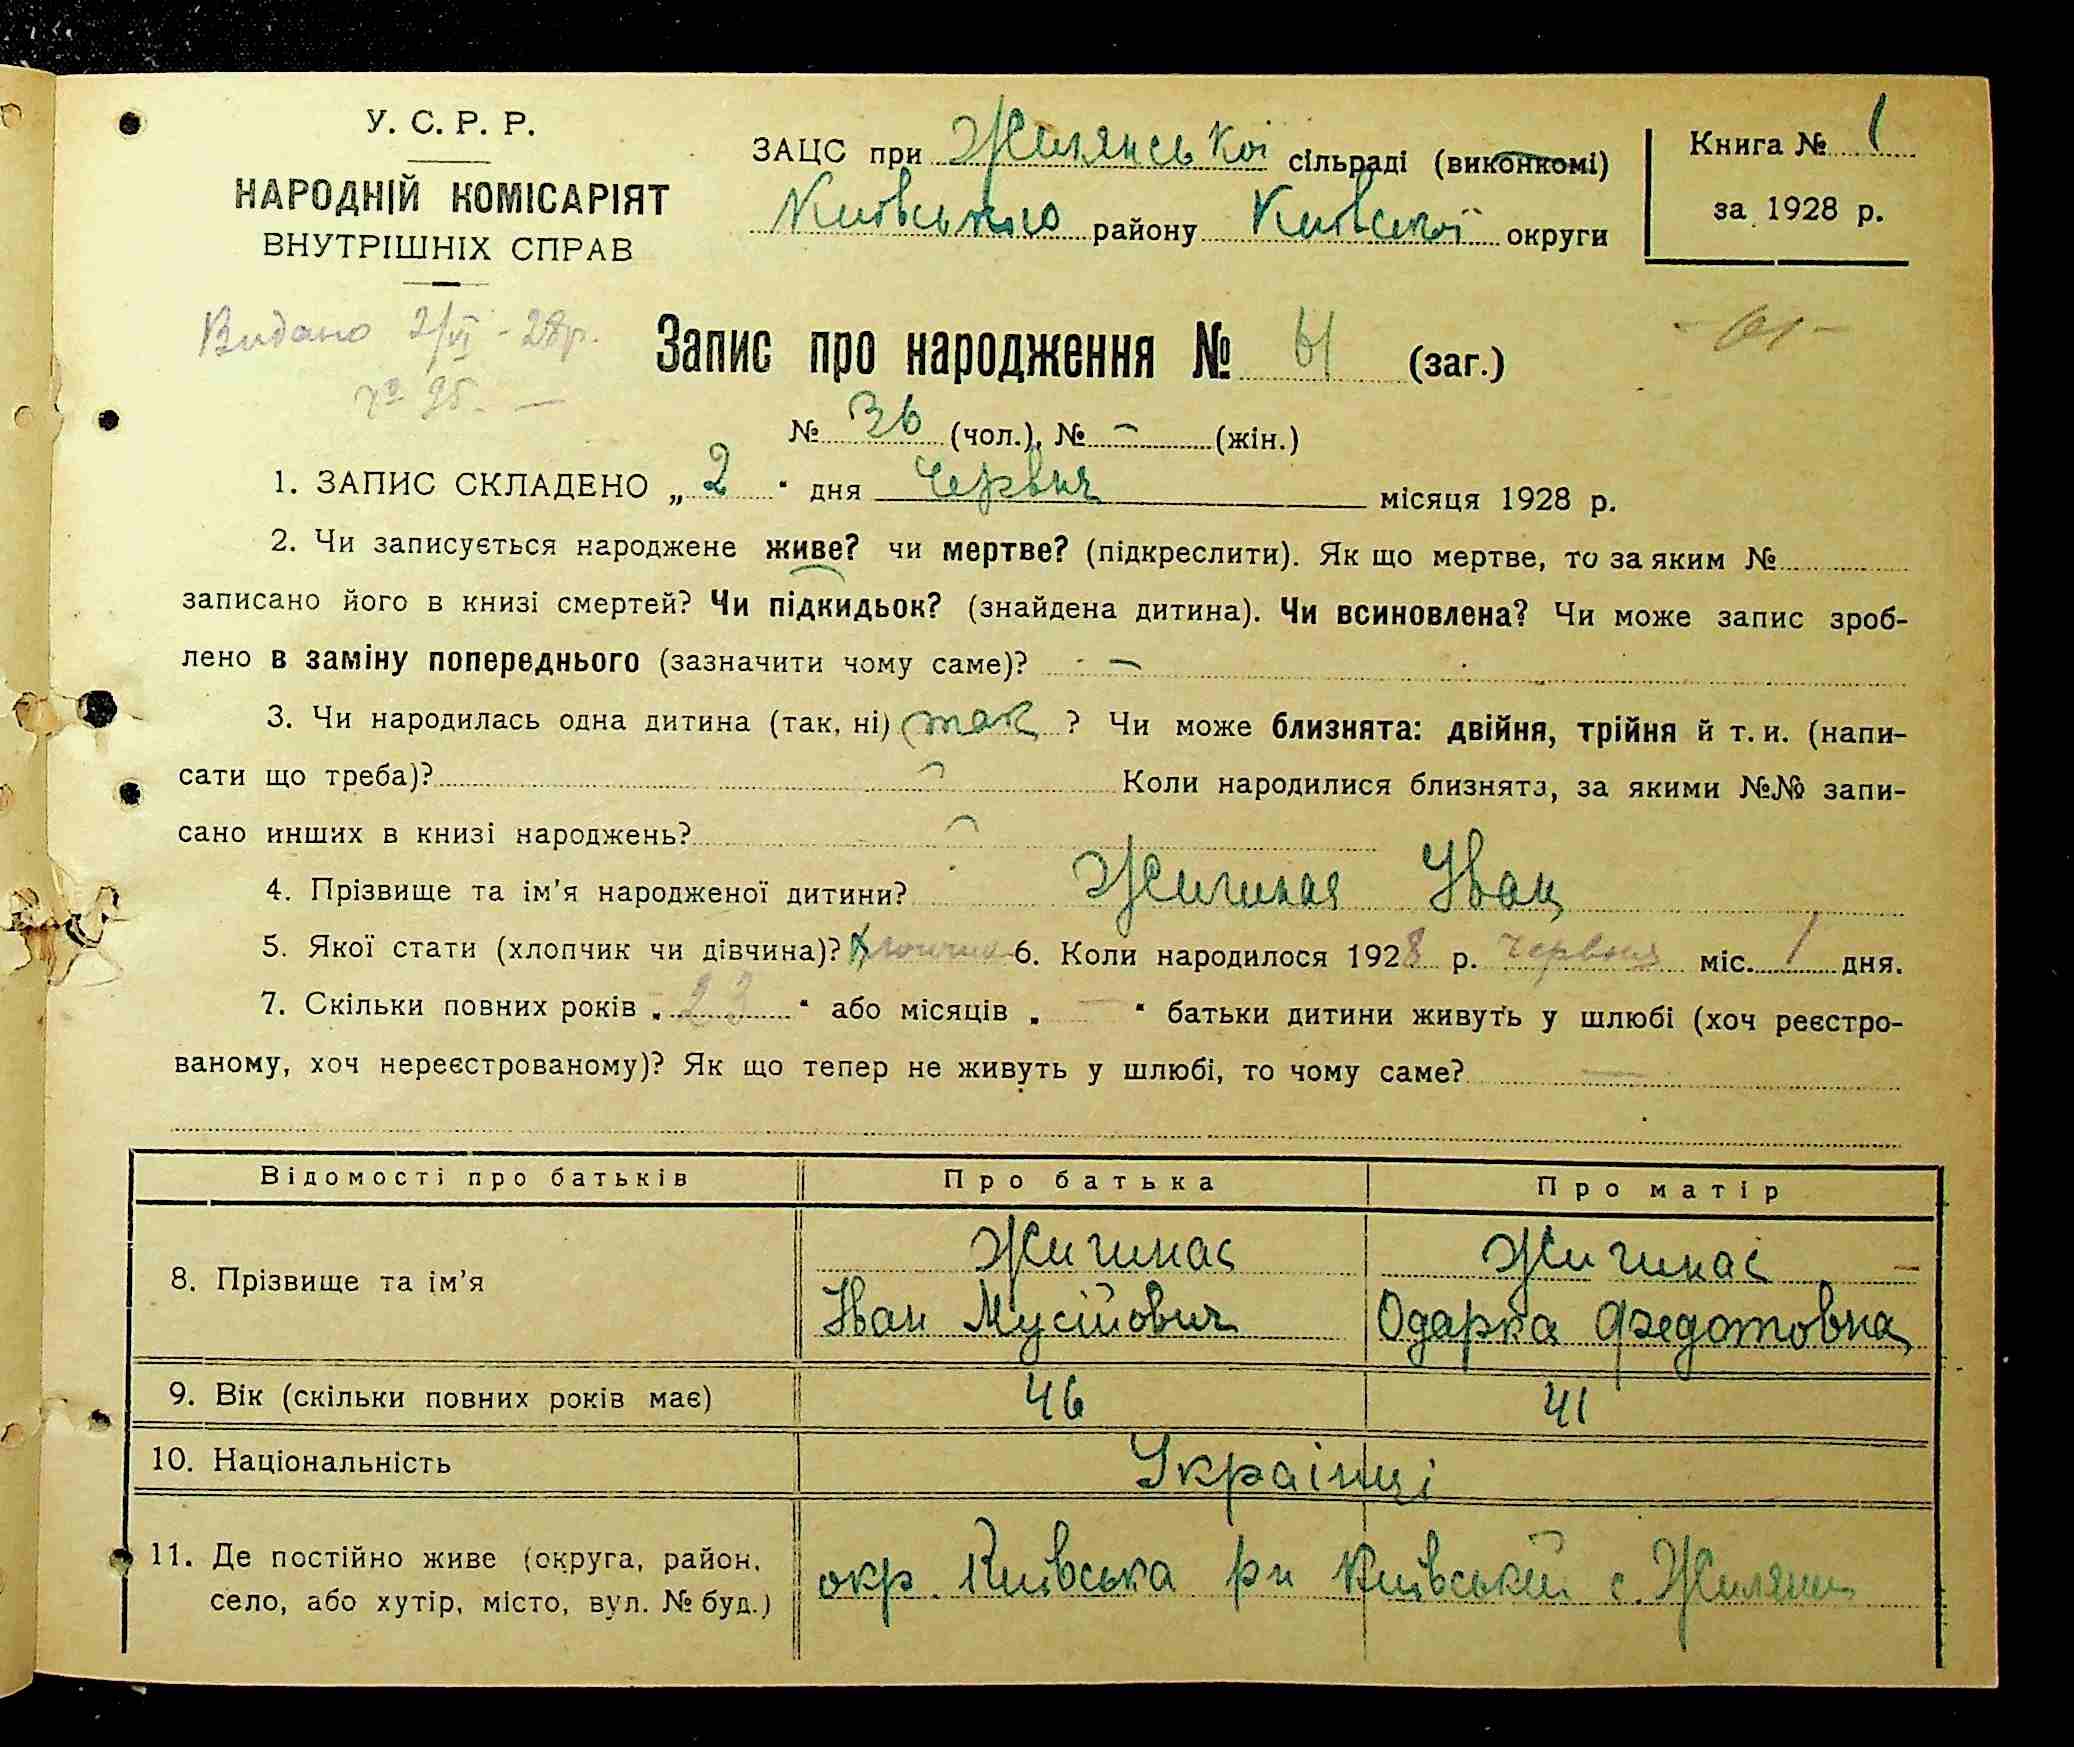 У. С. Р. Р.
НАРОДНІЙ КОМІСАРІЯТ
ВНУТРІШНІХ СПРАВ
ЗАЦС при Жилянської сільраді (виконкомі)
Київського району Київської округи
Книга № 1
за 1928 р.
Видано 2/VI - 28р.
№ 95. —
Запис про народження № 61 (заг.)
- 61 -
№ 36 (чол.), № – (жін.)
1. ЗАПИС СКЛАДЕНО „ 2 “ дня червня місяця 1928 р.
2. Чи записується народжене живе? чи мертве? (підкреслити). Як що мертве, то за яким №
записано його в книзі смертей? Чи підкидьок? (знайдена дитина). Чи всиновлена? Чи може запис зроб-
лено в заміну попереднього (зазначити чому саме)? —
3. Чи народилась одна дитина (так, ні) так ? Чи може близнята: двійня, трійня й т. и. (напи-
сати що треба)? – Коли народилися близнята, за якими №№ запи-
сано инших в книзі народжень? –
4. Прізвище та ім'я народженої дитини? Жигинас Іван
5. Якої стати (хлопчик чи дівчина)? Хлопчик 6. Коли народилося 1928 р. червня міс. 1 дня.
7. Скільки повних років „ 23 “ або місяців „ — “ батьки дитини живуть у шлюбі (хоч реєстро-
ваному, хоч нереєстрованому)? Як що тепер не живуть у шлюбі, то чому саме? —
Відомості про батьків Про батька Про матір
8. Прізвище та ім'я Жигинас Жигинас
Іван Мусійович Одарка Федотовна
9. Вік (скільки повних років має) 46 41
10. Національність Українці
11. Де постійно живе (округа, район,
село, або хутір, місто, вул. № буд.) окр. Київська рн Київський с. Жиляни